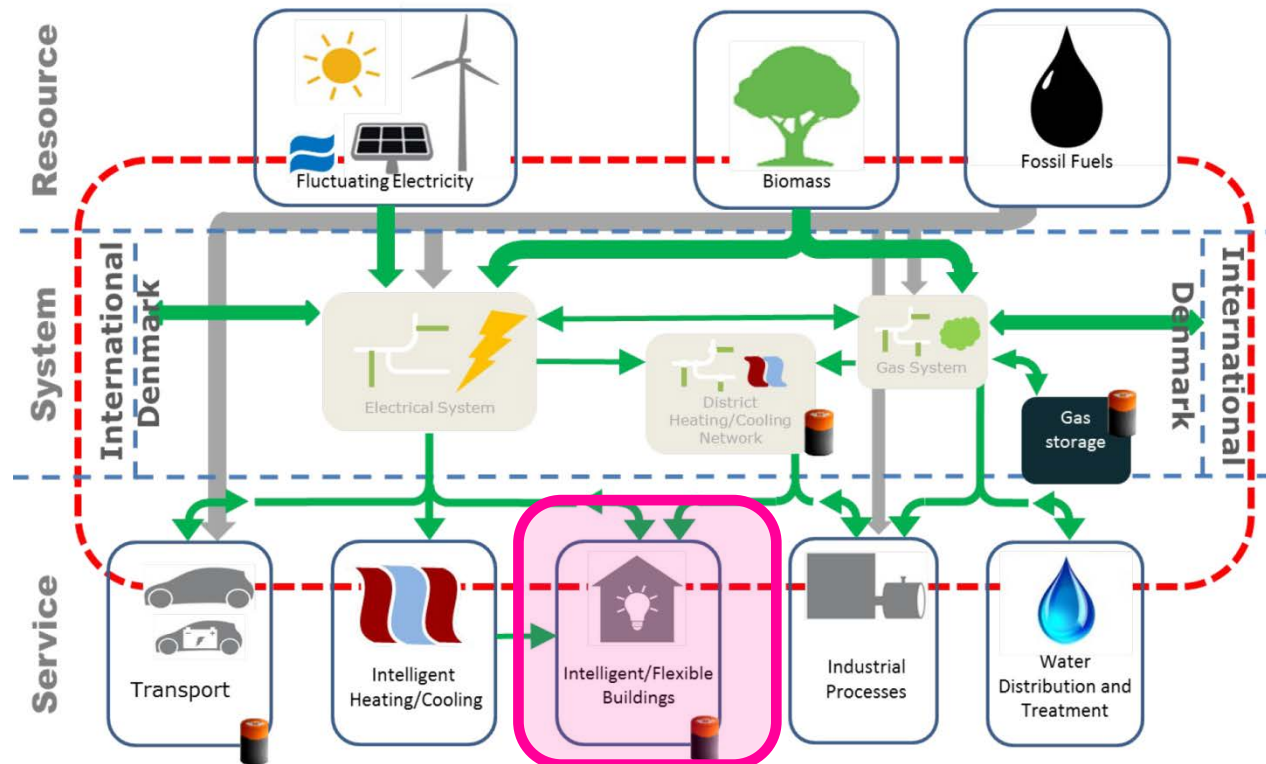 Resource
Fluctuating Electricity
Biomass
Fossil Fuels
System
International
Denmark
Electrical System
District
Heating/Cooling
Network
Gas System
Gas
storage
Denmark
International
Service
Transport
Intelligent
Heating/Cooling
Intelligent/Flexible
Buildings
Industrial
Processes
Water
Distribution and
Treatment